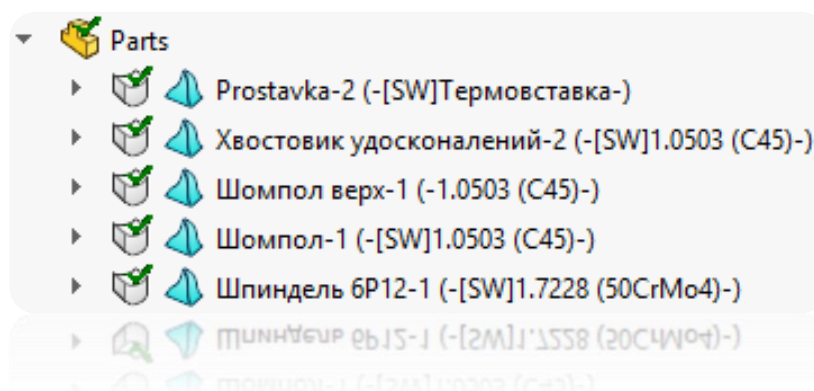 Parts
Prostavka-2 (-[SW]Термовставка-)
Хвостовик удосконалений-2 (-[SW]1.0503 (C45)-)
Шомпол верх-1 (-1.0503 (C45)-)
Шомпол-1 (-[SW]1.0503 (C45)-)
Шпиндель 6Р12-1 (-[SW]1.7228 (50CrMo4)-)